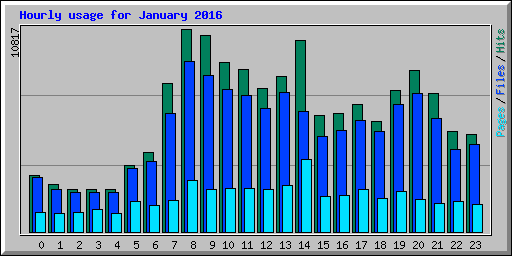 Hourly usage for January 2016
10817
Pages/Files/Hits
0 1 2 3 4 5 6 7 8 9 10 11 12 13 14 15 16 17 18 19 20 21 22 23